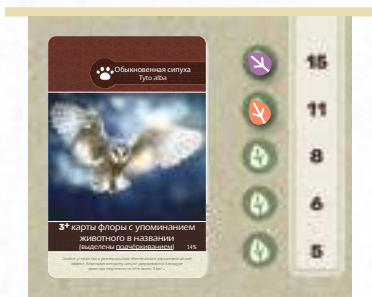 Обыкновенная сипуха
Tyto alba
3+ карты флоры с упоминанием
животного в названии
(выделены подчёркиванием) 14%
15
11
8
6
5